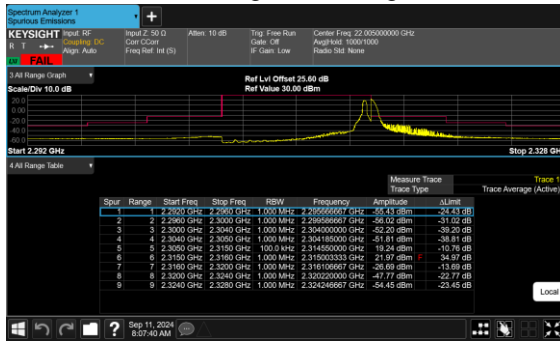 Spectrum Analyzer 1
Spurious Emissions
+
KEYSIGHT Input: RF Input Z: 50 Ω Atten: 10 dB Trig: Free Run Center Freq: 22.005000000 GHz
R T Coupling: DC Corr CCorr Gate: Off Avg|Hold: 1000/1000
Align: Auto Freq Ref: Int (S) IF Gain: Low Radio Std: None
FAIL
3 All Range Graph
Scale/Div 10.0 dB Ref Lvl Offset 25.60 dB
Ref Value 30.00 dBm
20.0
0.00
-20.0
-40.0
-60.0
Start 2.292 GHz Stop 2.328 GH
4 All Range Table
Measure Trace Trace 1
Trace Type Trace Average (Active)
Spur Range Start Freq Stop Freq RBW Frequency Amplitude ΔLimit
1 1 2.2920 GHz 2.2960 GHz 1.000 MHz 2.295666667 GHz -55.43 dBm -24.43 dB
2 2 2.2960 GHz 2.3000 GHz 1.000 MHz 2.299586667 GHz -56.02 dBm -31.02 dB
3 3 2.3000 GHz 2.3040 GHz 1.000 MHz 2.304000000 GHz -52.20 dBm -39.20 dB
4 4 2.3040 GHz 2.3050 GHz 1.000 MHz 2.304185000 GHz -51.81 dBm -38.81 dB
5 5 2.3050 GHz 2.3150 GHz 100.0 kHz 2.314550000 GHz 19.24 dBm -10.76 dB
6 6 2.3150 GHz 2.3160 GHz 1.000 MHz 2.315003333 GHz 21.97 dBm F 34.97 dB
7 7 2.3160 GHz 2.3200 GHz 1.000 MHz 2.316106667 GHz -26.69 dBm -13.69 dB
8 8 2.3200 GHz 2.3240 GHz 1.000 MHz 2.320220000 GHz -47.77 dBm -22.77 dB
9 9 2.3240 GHz 2.3280 GHz 1.000 MHz 2.324246667 GHz -54.45 dBm -23.45 dB
Local
? Sep 11, 2024
8:07:40 AM